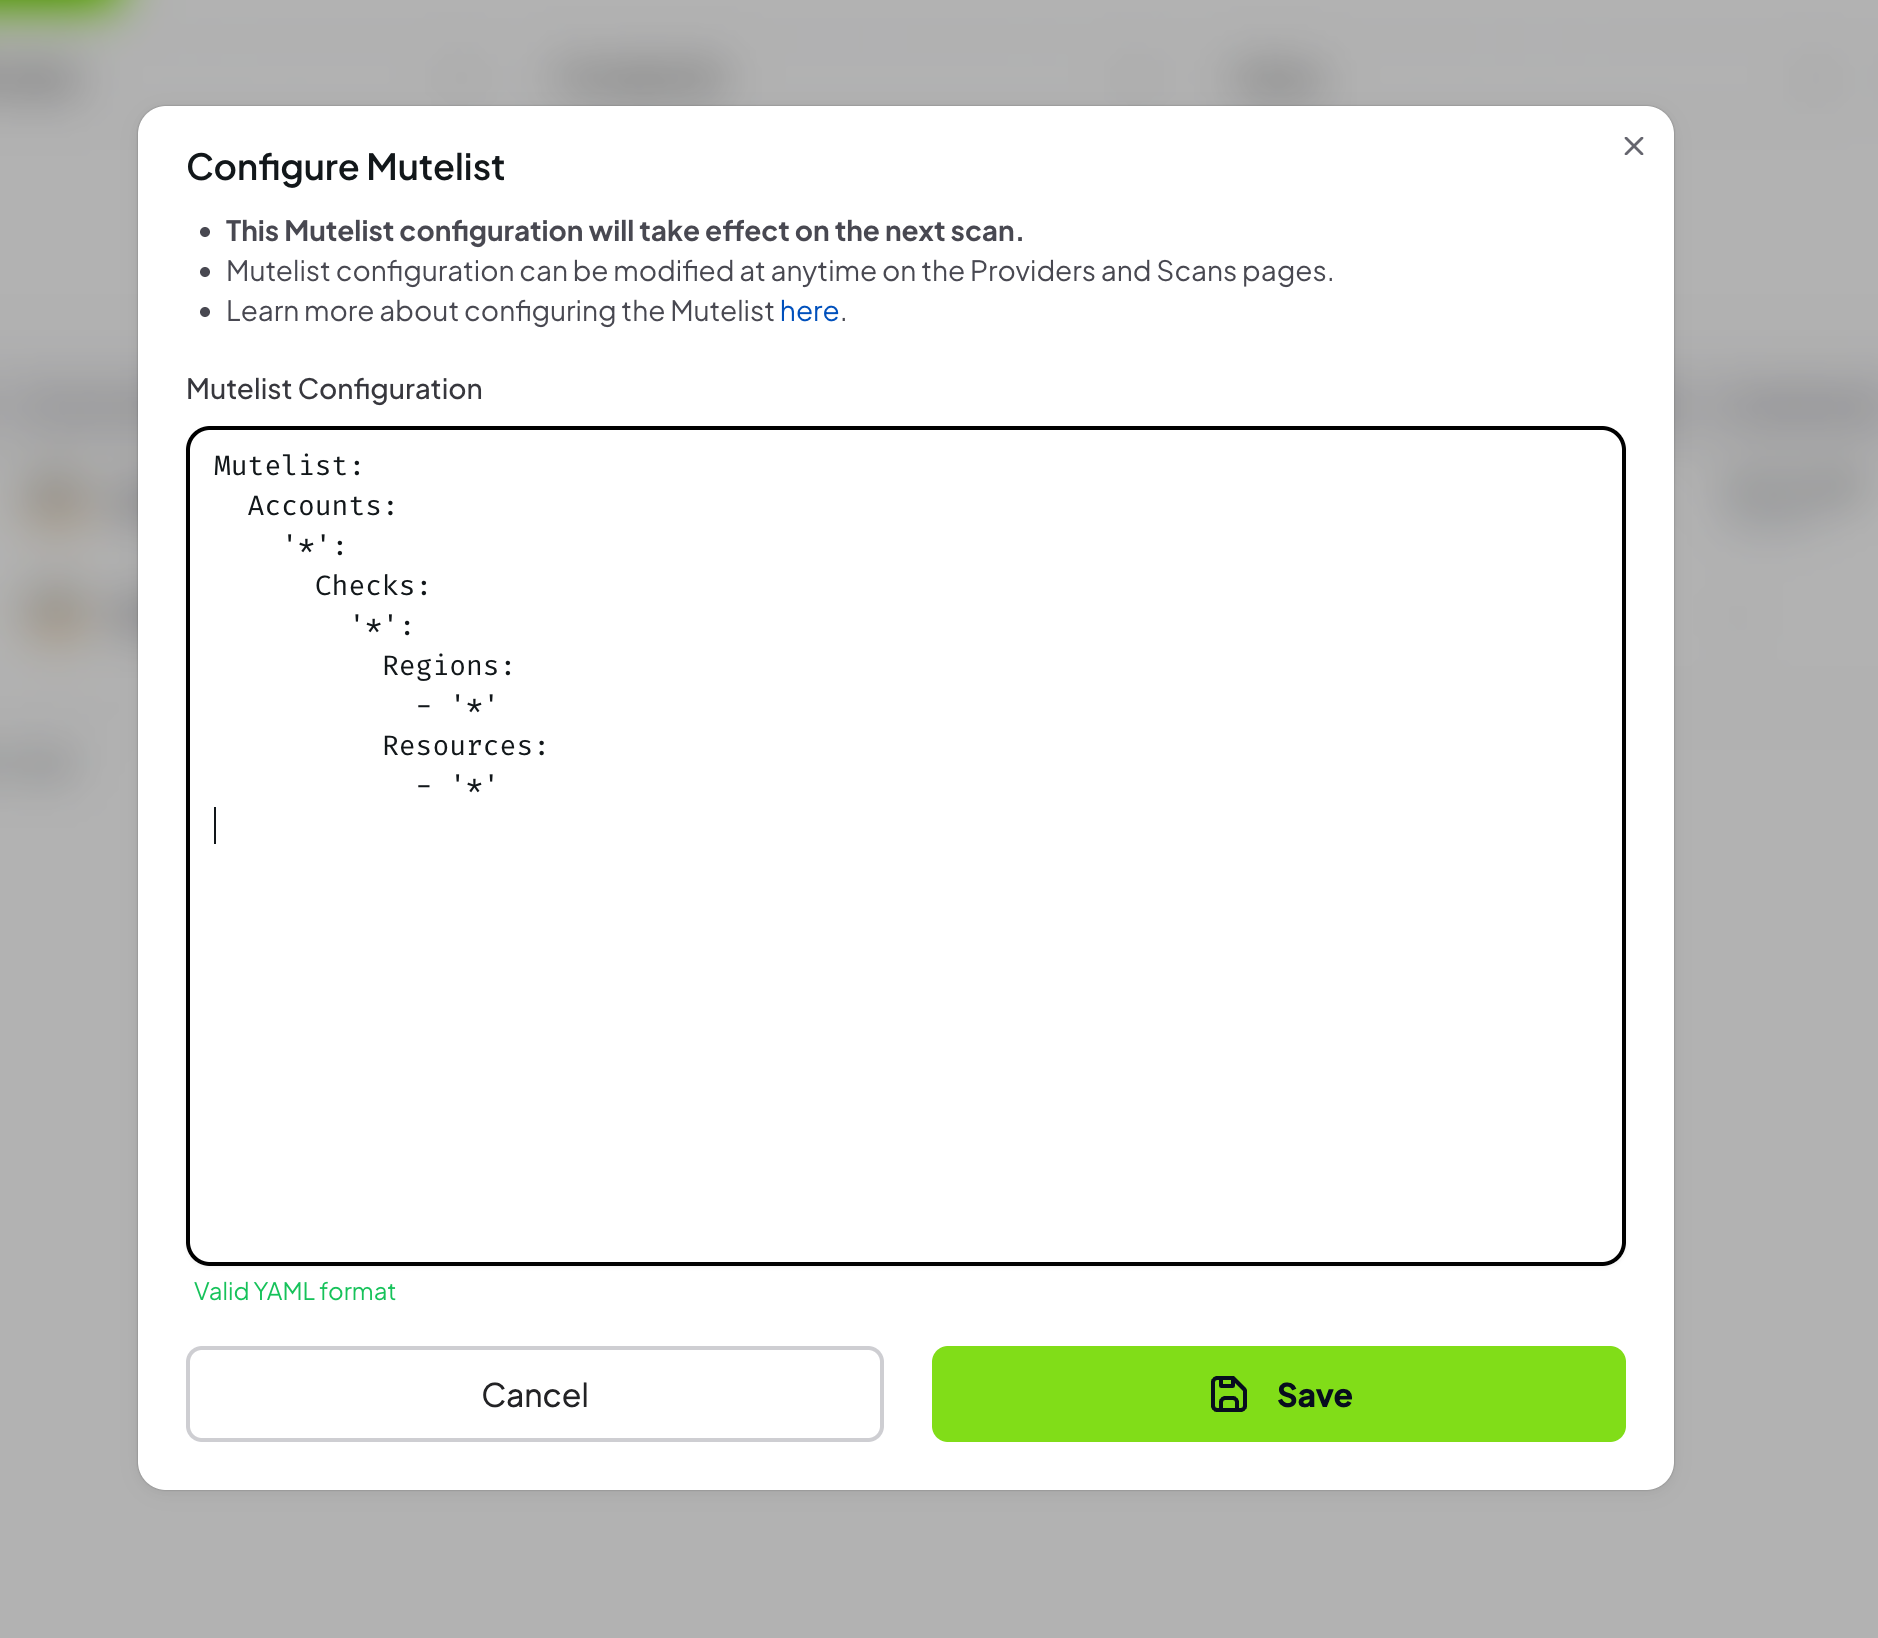 Configure Mutelist
• This Mutelist configuration will take effect on the next scan.
• Mutelist configuration can be modified at anytime on the Providers and Scans pages.
• Learn more about configuring the Mutelist here.
Mutelist Configuration
Mutelist:
  Accounts:
    '*':
      Checks:
        '*':
          Regions:
            - '*'
          Resources:
            - '*'
Valid YAML format
Cancel
Save